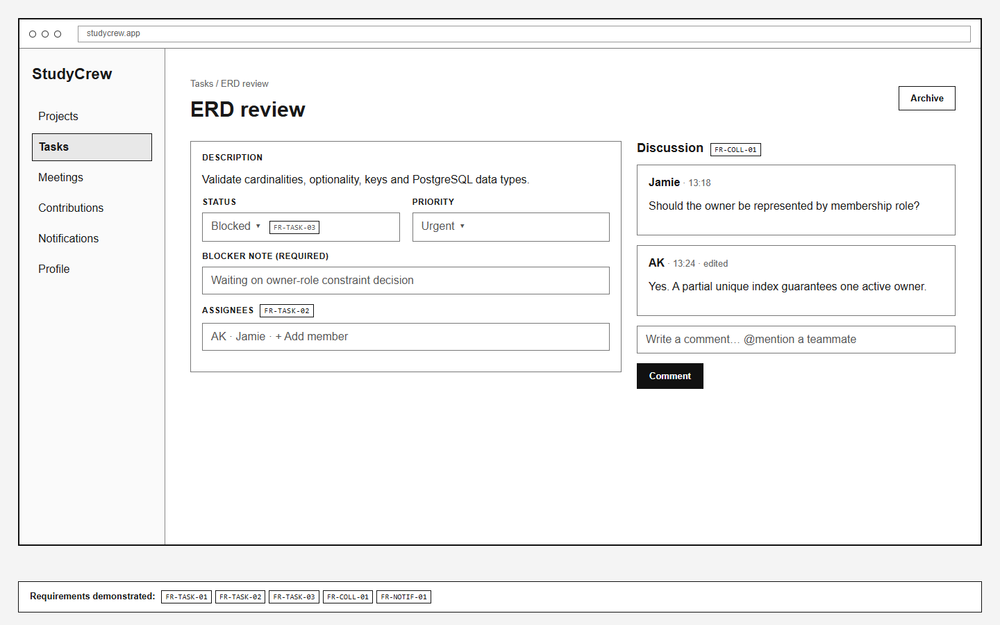 studycrew.app
StudyCrew
Projects
Tasks
Meetings
Contributions
Notifications
Profile
Tasks / ERD review
ERD review
Archive
DESCRIPTION
Validate cardinalities, optionality, keys and PostgreSQL data types.
STATUS
Blocked ▾ FR-TASK-03
PRIORITY
Urgent ▾
BLOCKER NOTE (REQUIRED)
Waiting on owner-role constraint decision
ASSIGNEES FR-TASK-02
AK · Jamie · + Add member
Discussion FR-COLL-01
Jamie · 13:18
Should the owner be represented by membership role?
AK · 13:24 · edited
Yes. A partial unique index guarantees one active owner.
Write a comment… @mention a teammate
Comment
Requirements demonstrated: FR-TASK-01 FR-TASK-02 FR-TASK-03 FR-COLL-01 FR-NOTIF-01